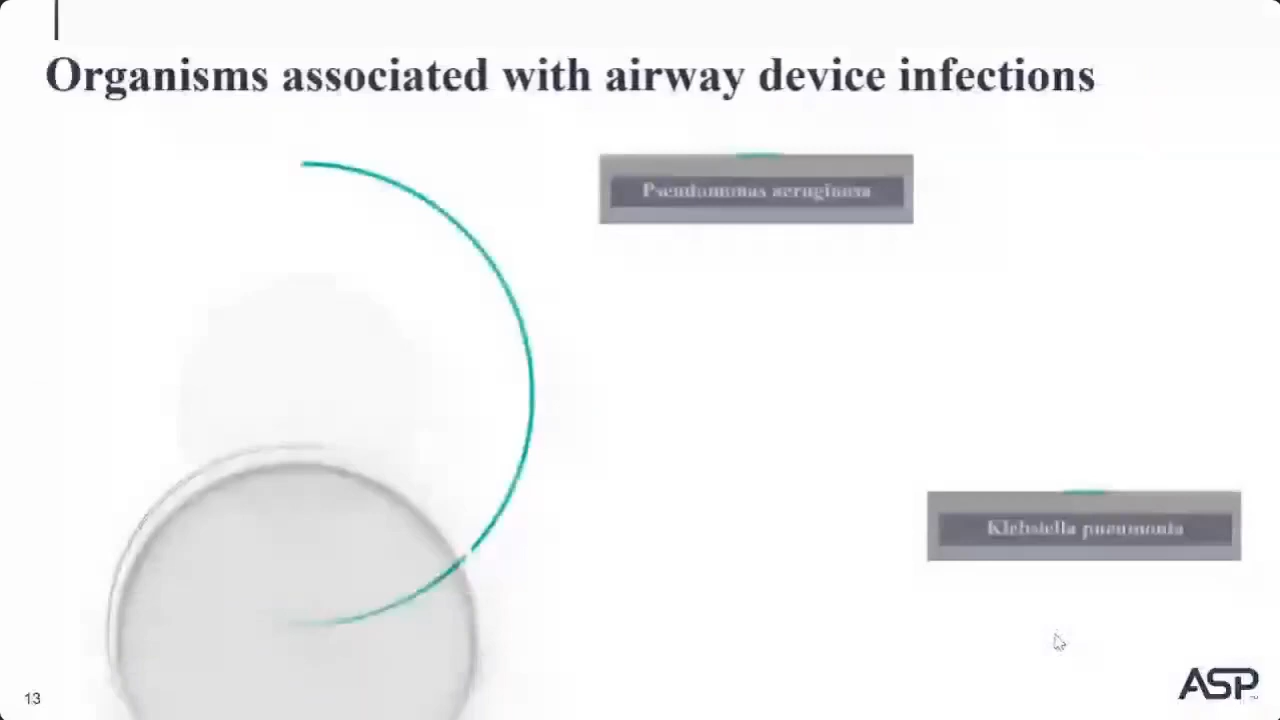 Organisms associated with airway device infections
Pseudomonas aeruginosa
Klebsiella pneumonia
13
ASP